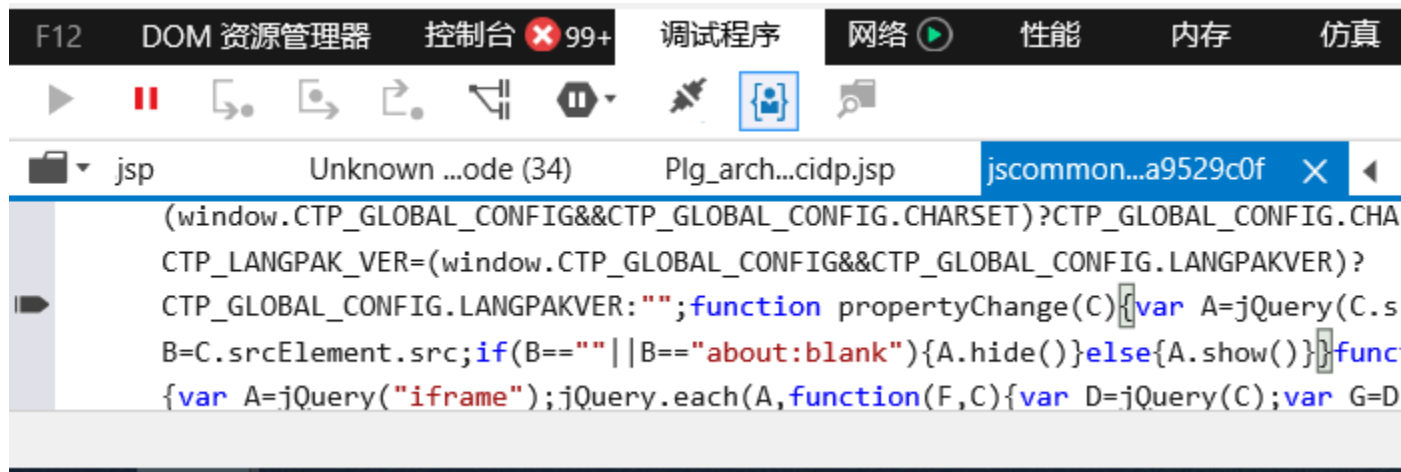 F12 DOM 资源管理器 控制台 99+ 调试程序 网络 性能 内存 仿真
jsp Unknown ...ode (34) Plg_arch...cidp.jsp jscommon...a9529c0f
(window.CTP_GLOBAL_CONFIG&&CTP_GLOBAL_CONFIG.CHARSET)?CTP_GLOBAL_CONFIG.CHA
CTP_LANGPAK_VER=(window.CTP_GLOBAL_CONFIG&&CTP_GLOBAL_CONFIG.LANGPAKVER)?
CTP_GLOBAL_CONFIG.LANGPAKVER:"";function propertyChange(C){var A=jQuery(C.s
B=C.srcElement.src;if(B==""||B=="about:blank"){A.hide()}else{A.show()}}func
{var A=jQuery("iframe");jQuery.each(A,function(F,C){var D=jQuery(C);var G=D